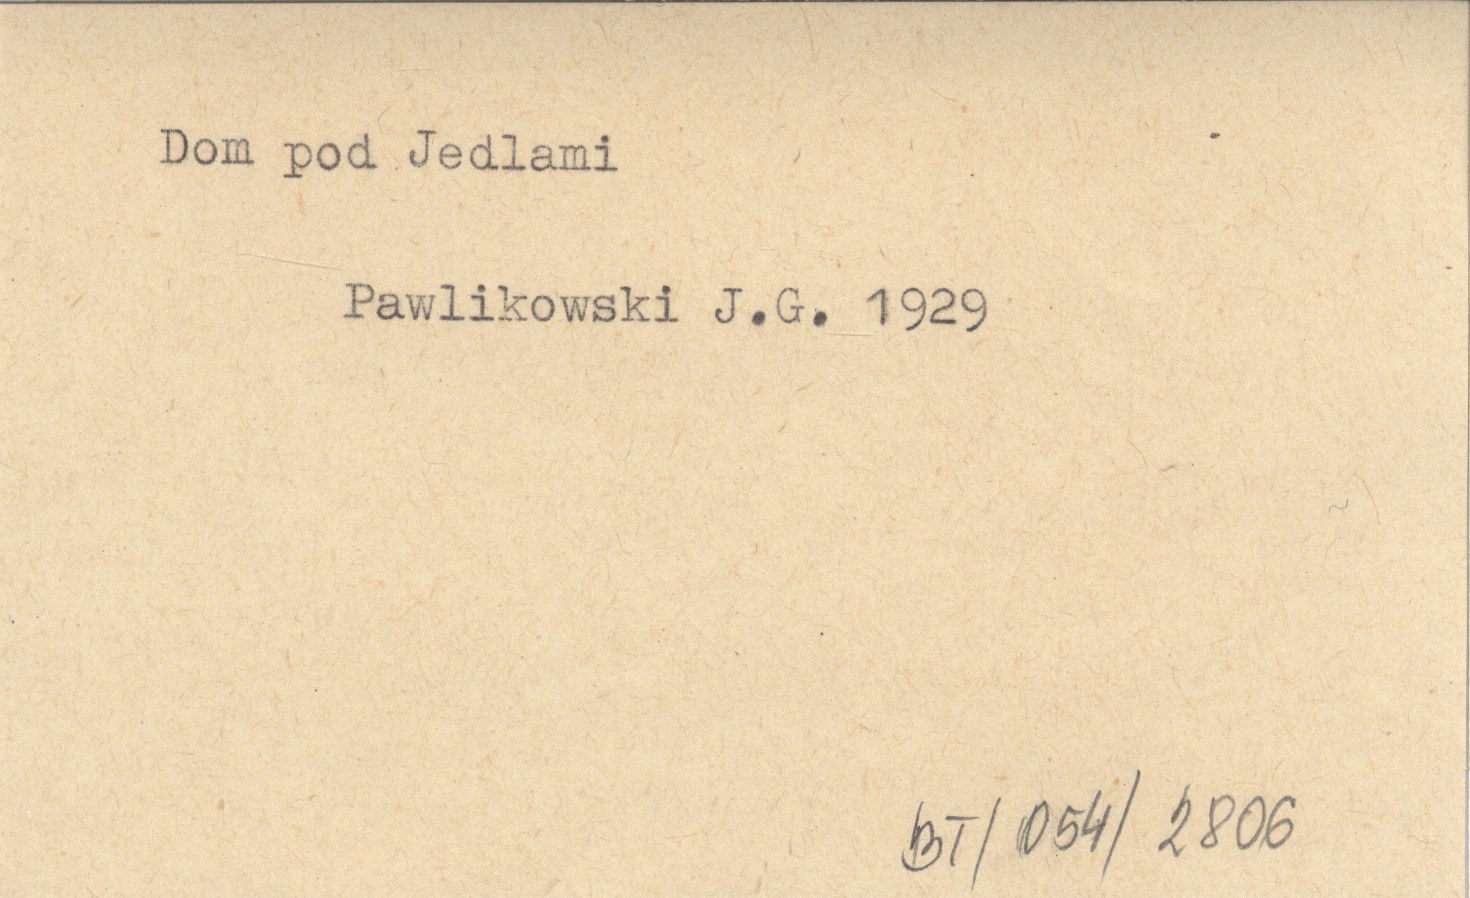 Dom pod Jedlami
Pawlikowski J.G. 1929
BT/ 054/ 2806